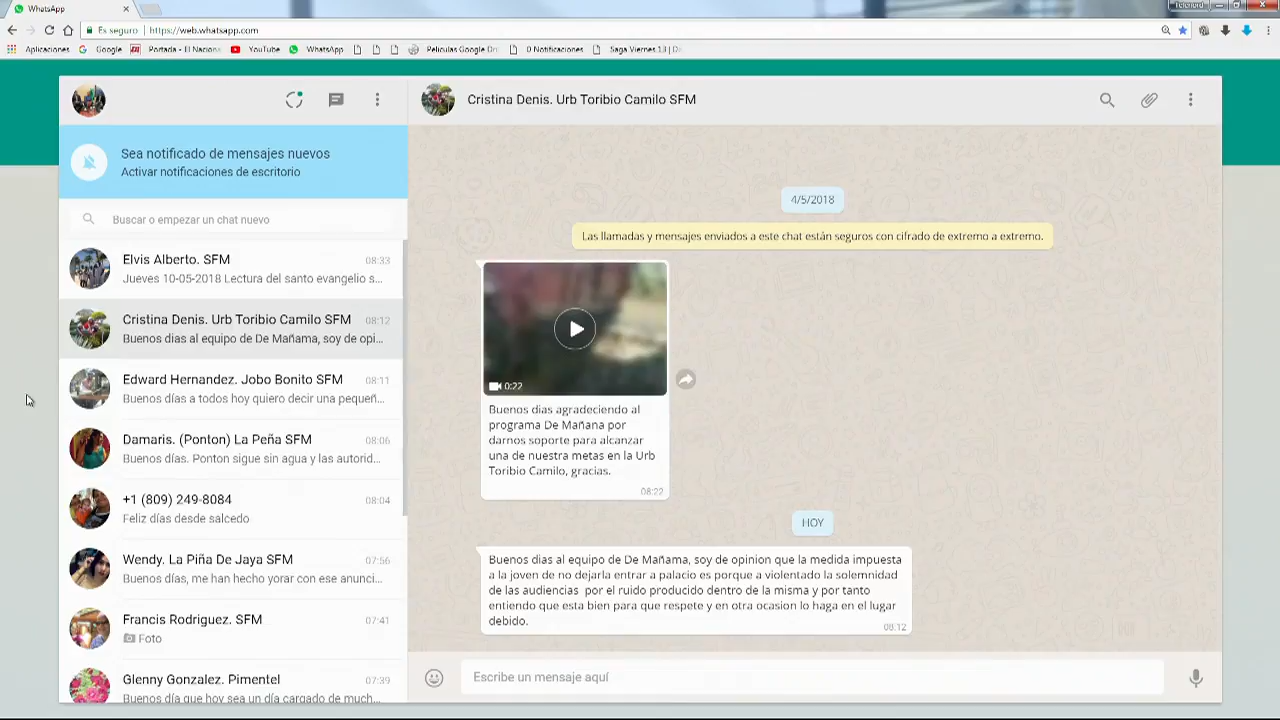 WhatsApp
Telenord
Es seguro | https://web.whatsapp.com
Aplicaciones
Google
Portada - El Naciona
YouTube
WhatsApp
Peliculas Google Dri
0 Notificaciones
Saga Viernes.13 | De
Cristina Denis. Urb Toribio Camilo SFM
Sea notificado de mensajes nuevos
Activar notificaciones de escritorio
Buscar o empezar un chat nuevo
Elvis Alberto. SFM
08:33
Jueves 10-05-2018 Lectura del santo evangelio s...
Cristina Denis. Urb Toribio Camilo SFM
08:12
Buenos dias al equipo de De Mañama, soy de opi...
Edward Hernandez. Jobo Bonito SFM
08:11
Buenos días a todos hoy quiero decir una pequeñ...
Damaris. (Ponton) La Peña SFM
08:06
Buenos días. Ponton sigue sin agua y las autorid...
+1 (809) 249-8084
08:04
Feliz días desde salcedo
Wendy. La Piña De Jaya SFM
07:56
Buenos días, me han hecho yorar con ese anunci...
Francis Rodriguez. SFM
07:41
Foto
Glenny Gonzalez. Pimentel
07:39
Buenos día que hoy sea un día cargado de much...
4/5/2018
Las llamadas y mensajes enviados a este chat están seguros con cifrado de extremo a extremo.
0:22
Buenos dias agradeciendo al
programa De Mañana por
darnos soporte para alcanzar
una de nuestra metas en la Urb
Toribio Camilo, gracias.
08:22
HOY
Buenos dias al equipo de De Mañama, soy de opinion que la medida impuesta
a la joven de no dejarla entrar a palacio es porque a violentado la solemnidad
de las audiencias por el ruido producido dentro de la misma y por tanto
entiendo que esta bien para que respete y en otra ocasion lo haga en el lugar
debido.
08:12
Escribe un mensaje aquí